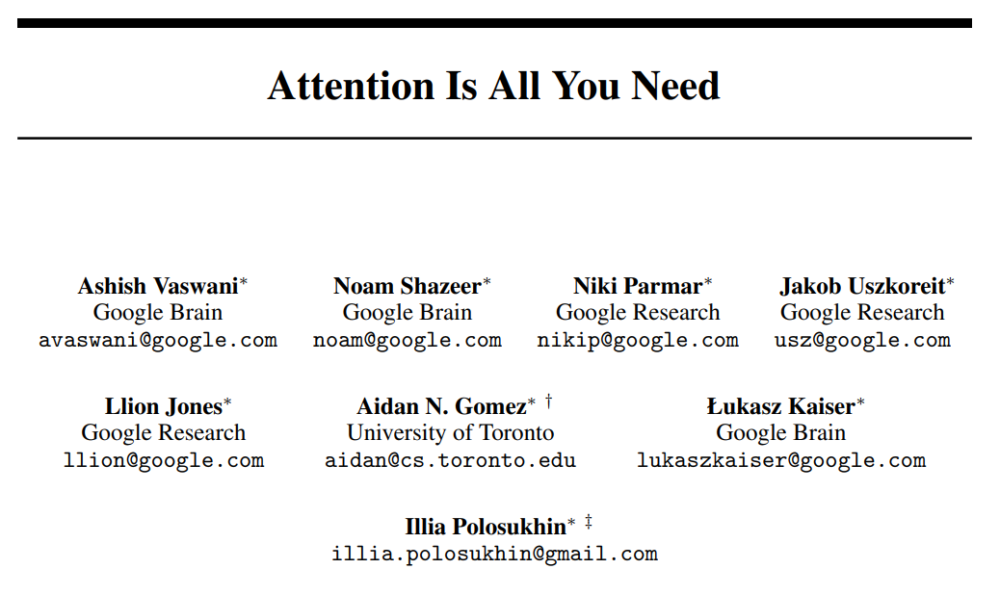 Attention Is All You Need
Ashish Vaswani* Noam Shazeer* Niki Parmar* Jakob Uszkoreit*
Google Brain Google Brain Google Research Google Research
avaswani@google.com noam@google.com nikip@google.com usz@google.com
Llion Jones* Aidan N. Gomez* † Łukasz Kaiser*
Google Research University of Toronto Google Brain
llion@google.com aidan@cs.toronto.edu lukaszkaiser@google.com
Illia Polosukhin* ‡
illia.polosukhin@gmail.com